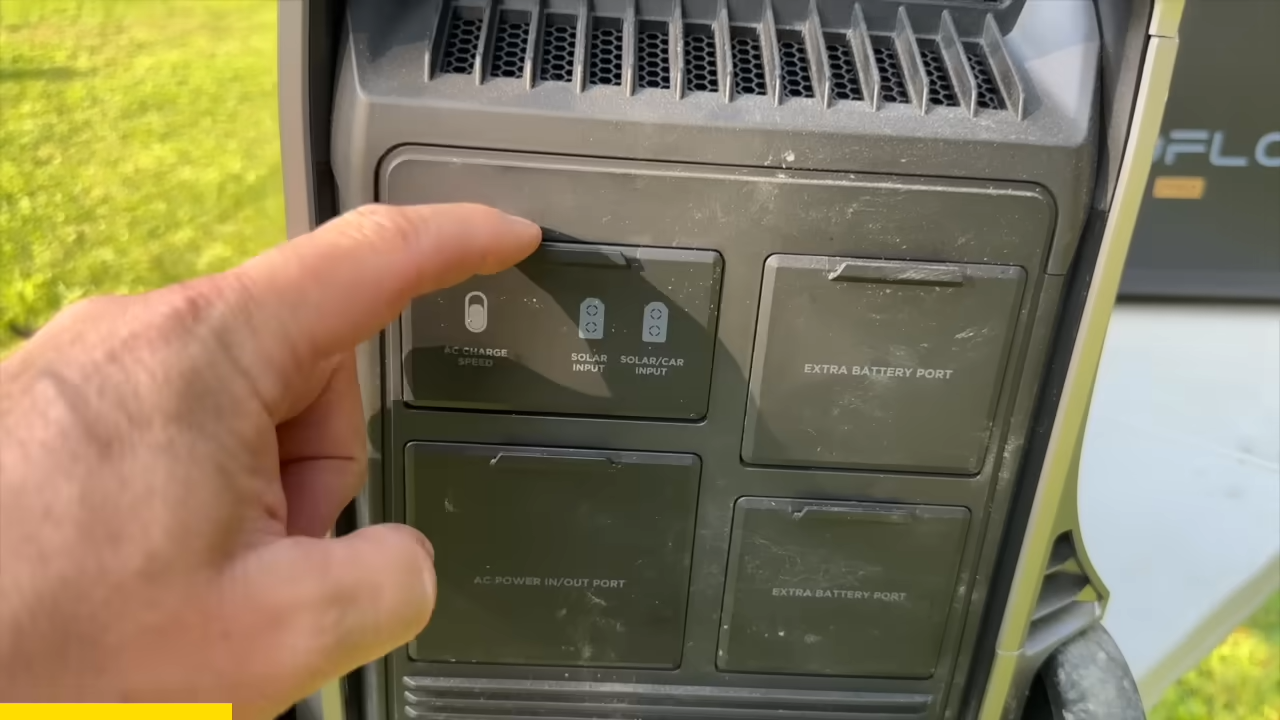 AC CHARGE
SPEED
SOLAR
INPUT
SOLAR/CAR
INPUT
EXTRA BATTERY PORT
AC POWER IN/OUT PORT
EXTRA BATTERY PORT